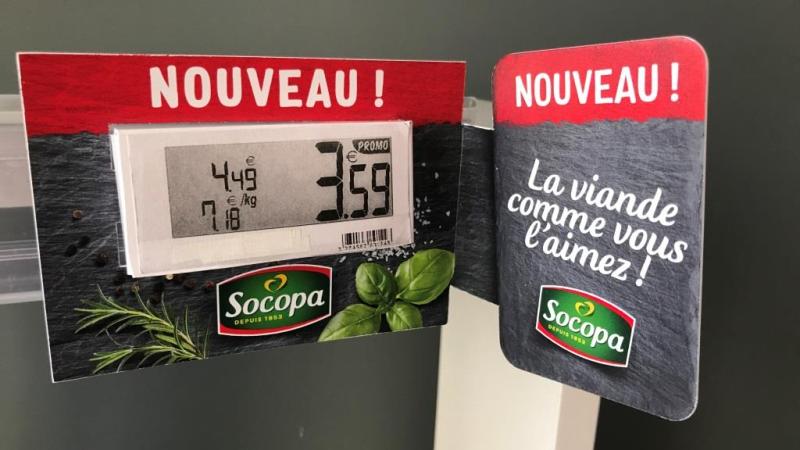 NOUVEAU !
PROMO
4.49 €
3.59 €
7.18 €/kg
Socopa
DEPUIS 1953
NOUVEAU !
La viande
comme vous
l'aimez !
Socopa
DEPUIS 1953